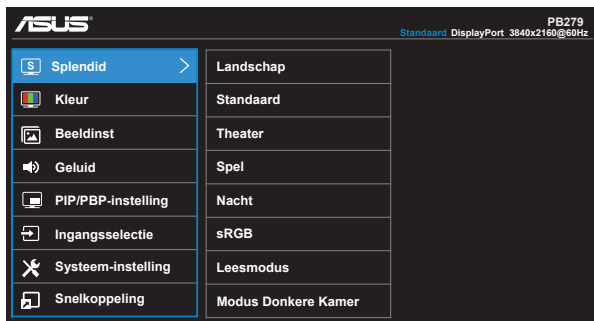 ASUS
PB279
Standaard DisplayPort 3840x2160@60Hz
S Splendid
Kleur
Beeldinst
Geluid
PIP/PBP-instelling
Ingangsselectie
Systeem-instelling
Snelkoppeling
Landschap
Standaard
Theater
Spel
Nacht
sRGB
Leesmodus
Modus Donkere Kamer